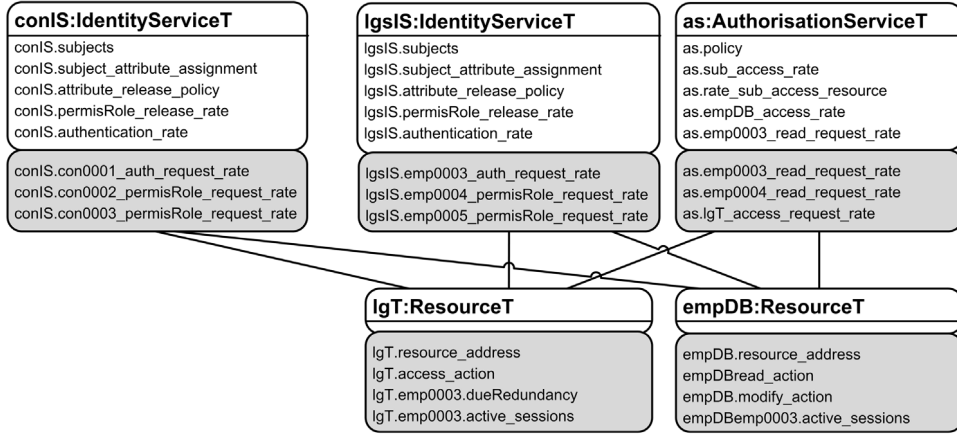 conIS:IdentityServiceT
conIS.subjects
conIS.subject_attribute_assignment
conIS.attribute_release_policy
conIS.permisRole_release_rate
conIS.authentication_rate
conIS.con0001_auth_request_rate
conIS.con0002_permisRole_request_rate
conIS.con0003_permisRole_request_rate
lgsIS:IdentityServiceT
lgsIS.subjects
lgsIS.subject_attribute_assignment
lgsIS.attribute_release_policy
lgsIS.permisRole_release_rate
lgsIS.authentication_rate
lgsIS.emp0003_auth_request_rate
lgsIS.emp0004_permisRole_request_rate
lgsIS.emp0005_permisRole_request_rate
as:AuthorisationServiceT
as.policy
as.sub_access_rate
as.rate_sub_access_resource
as.empDB_access_rate
as.emp0003_read_request_rate
as.emp0003_read_request_rate
as.emp0004_read_request_rate
as.lgT_access_request_rate
lgT:ResourceT
lgT.resource_address
lgT.access_action
lgT.emp0003.dueRedundancy
lgT.emp0003.active_sessions
empDB:ResourceT
empDB.resource_address
empDBread_action
empDB.modify_action
empDBemp0003.active_sessions